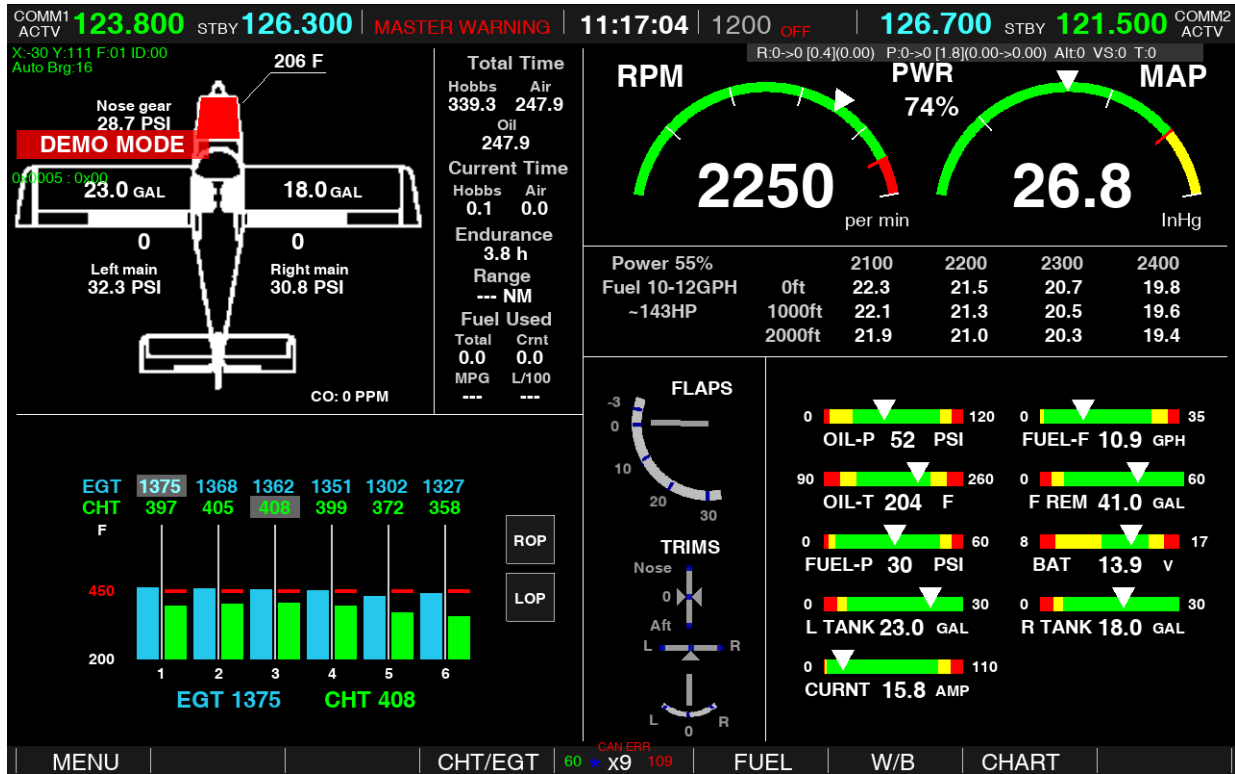 COMM1 ACTV 123.800 STBY 126.300 MASTER WARNING 11:17:04 1200 OFF 126.700 STBY 121.500 COMM2 ACTV
X:-30 Y:111 F:01 ID:00
Auto Brg:16
R:0->0 [0.4](0.00) P:0->0 [1.8](0.00->0.00) Alt:0 VS:0 T:0
206 F
Nose gear
28.7 PSI
DEMO MODE
0x0005 : 0x00
23.0 GAL 18.0 GAL
0 0
Left main Right main
32.3 PSI 30.8 PSI
CO: 0 PPM
Total Time
Hobbs Air
339.3 247.9
Oil
247.9
Current Time
Hobbs Air
0.1 0.0
Endurance
3.8 h
Range
--- NM
Fuel Used
Total Crnt
0.0 0.0
MPG L/100
--- ---
RPM PWR MAP
74%
2250 26.8
per min InHg
Power 55% 2100 2200 2300 2400
Fuel 10-12GPH 0ft 22.3 21.5 20.7 19.8
~143HP 1000ft 22.1 21.3 20.5 19.6
2000ft 21.9 21.0 20.3 19.4
EGT 1375 1368 1362 1351 1302 1327
CHT 397 405 408 399 372 358
F
450
200
1 2 3 4 5 6
EGT 1375 CHT 408
ROP
LOP
FLAPS
-3
0
10
20
30
TRIMS
Nose
0
Aft
L R
L R
0
0 120
OIL-P 52 PSI
90 260
OIL-T 204 F
0 60
FUEL-P 30 PSI
0 30
L TANK 23.0 GAL
0 110
CURNT 15.8 AMP
0 35
FUEL-F 10.9 GPH
0 60
F REM 41.0 GAL
8 17
BAT 13.9 V
0 30
R TANK 18.0 GAL
CAN ERR
MENU CHT/EGT 60 x9 109 FUEL W/B CHART